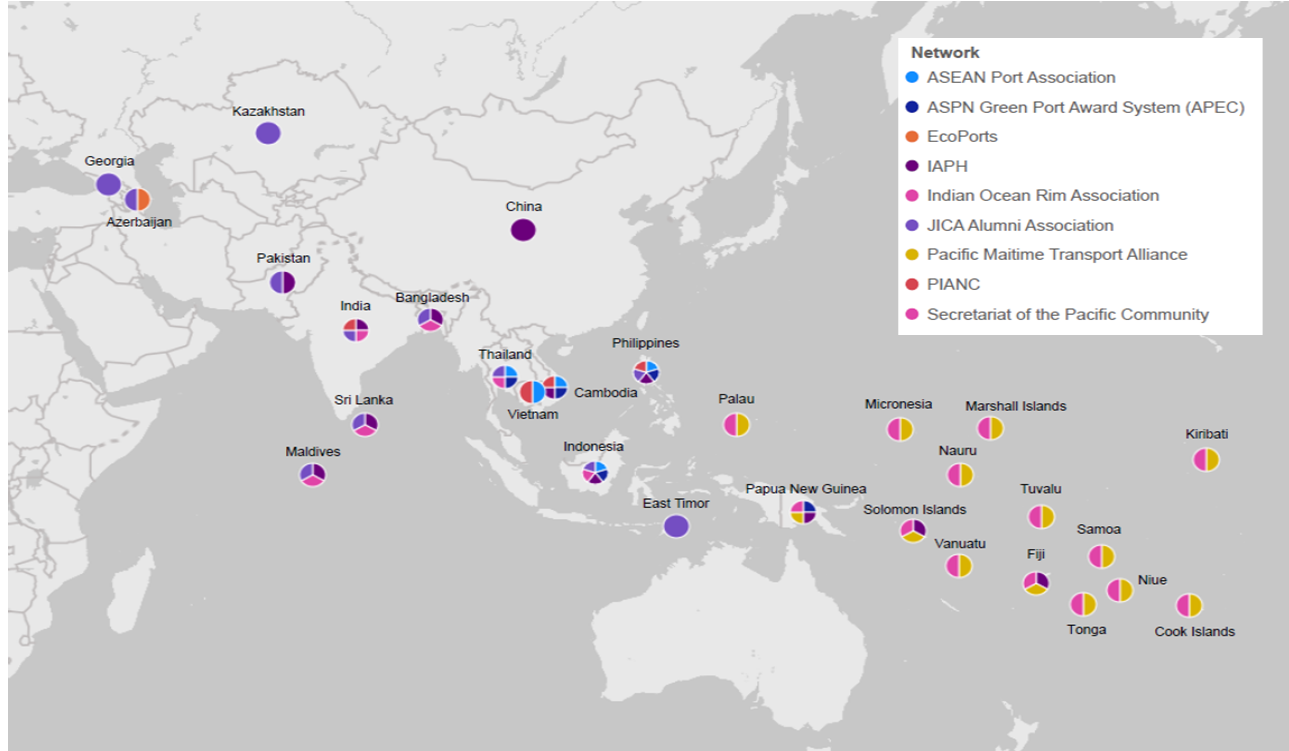 Network
ASEAN Port Association
ASPN Green Port Award System (APEC)
EcoPorts
IAPH
Indian Ocean Rim Association
JICA Alumni Association
Pacific Maitime Transport Alliance
PIANC
Secretariat of the Pacific Community
Kazakhstan
Georgia
Azerbaijan
China
Pakistan
India
Bangladesh
Thailand
Philippines
Cambodia
Vietnam
Sri Lanka
Maldives
Indonesia
East Timor
Palau
Micronesia
Marshall Islands
Kiribati
Nauru
Papua New Guinea
Tuvalu
Solomon Islands
Samoa
Vanuatu
Fiji
Niue
Tonga
Cook Islands